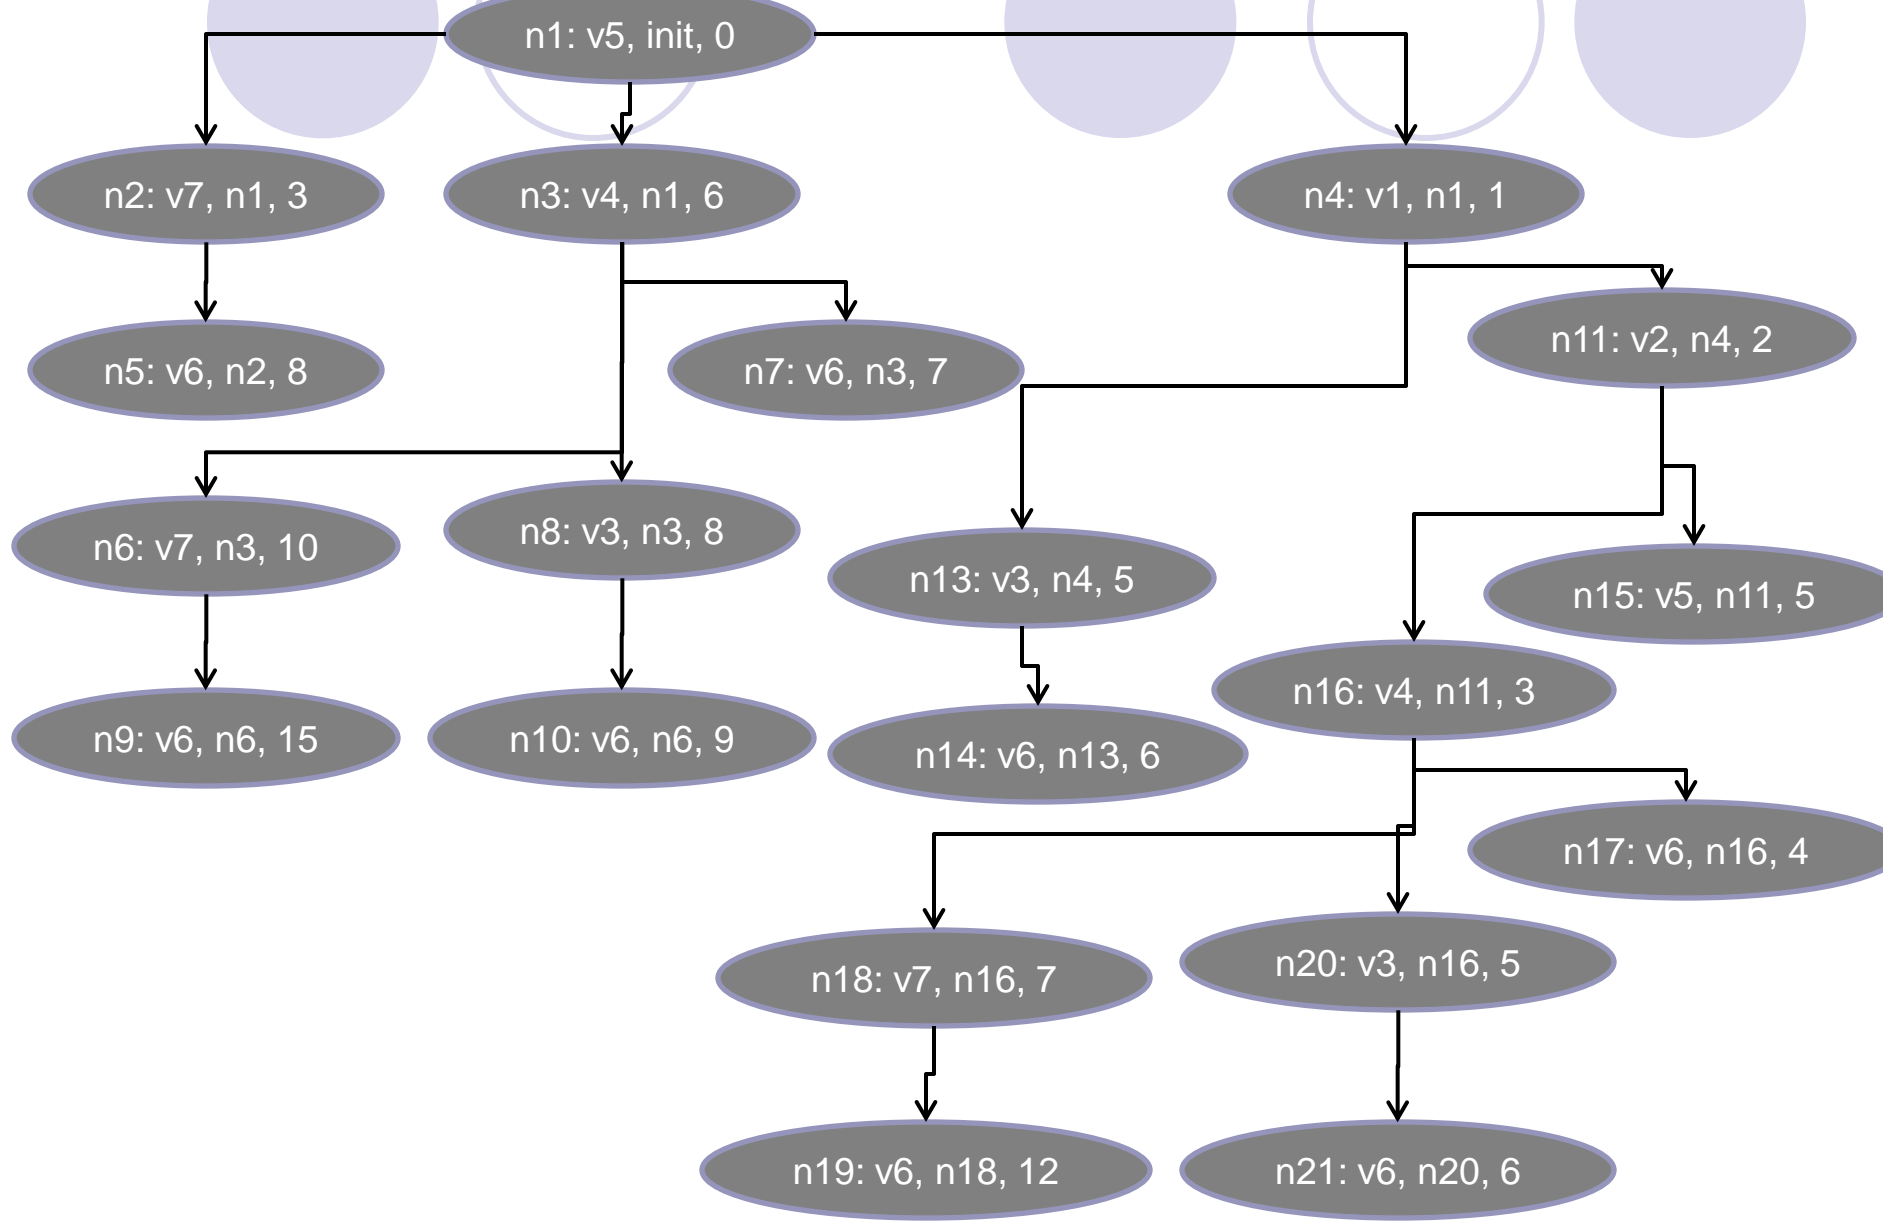 n1: v5, init, 0
n2: v7, n1, 3
n3: v4, n1, 6
n4: v1, n1, 1
n11: v2, n4, 2
n5: v6, n2, 8
n7: v6, n3, 7
n6: v7, n3, 10
n8: v3, n3, 8
n13: v3, n4, 5
n15: v5, n11, 5
n16: v4, n11, 3
n9: v6, n6, 15
n10: v6, n6, 9
n14: v6, n13, 6
n17: v6, n16, 4
n18: v7, n16, 7
n20: v3, n16, 5
n19: v6, n18, 12
n21: v6, n20, 6